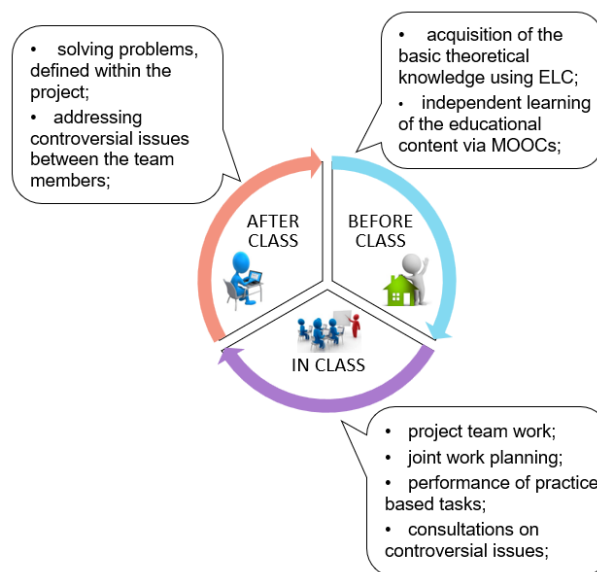 • solving problems,
defined within the
project;
• addressing
controversial issues
between the team
members;
• acquisition of the
basic theoretical
knowledge using ELC;
• independent learning
of the educational
content via MOOCs;
AFTER
CLASS
BEFORE
CLASS
IN CLASS
• project team work;
• joint work planning;
• performance of practice
based tasks;
• consultations on
controversial issues;